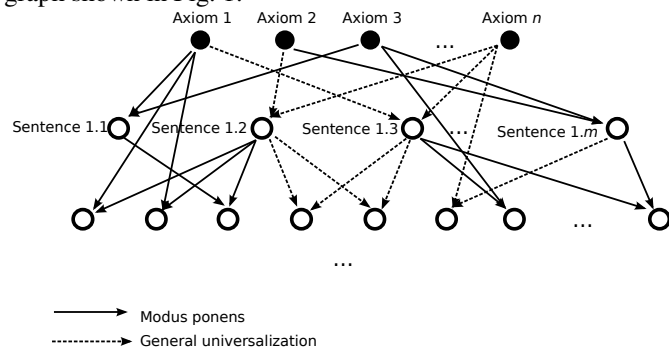 graph shown in Fig. 1.
Axiom 1 Axiom 2 Axiom 3 ... Axiom n
Sentence 1.1 Sentence 1.2 Sentence 1.3 ... Sentence 1.m
...
...
Modus ponens
General universalization